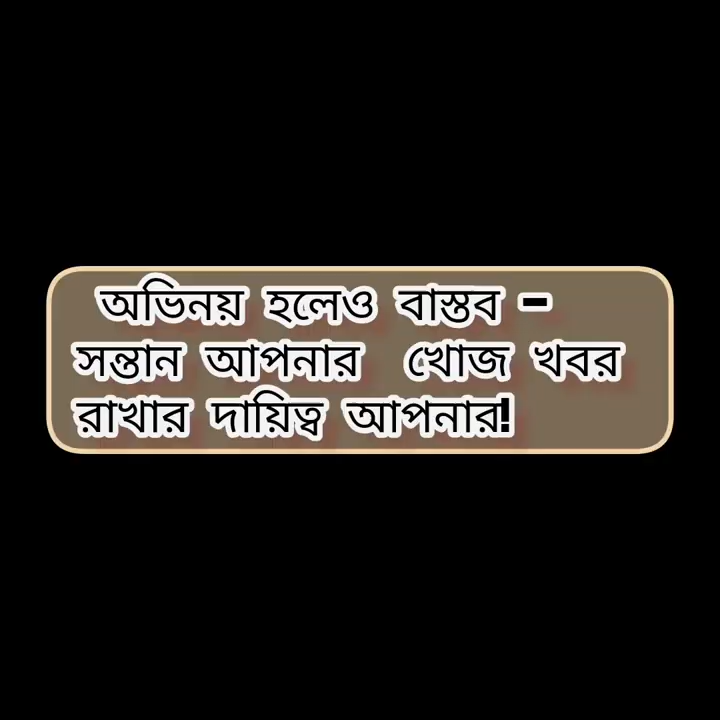 অভিনয় হলেও বাস্তব -
সন্তান আপনার খোজ খবর
রাখার দায়িত্ব আপনার!